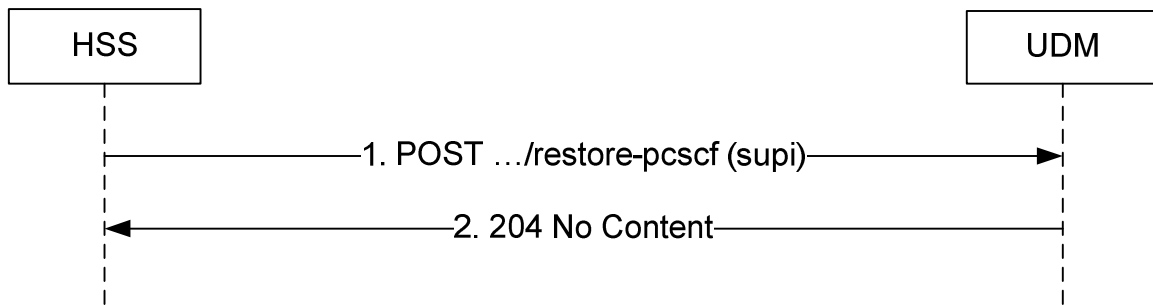 HSS
UDM
1. POST …/restore-pcscf (supi)
2. 204 No Content